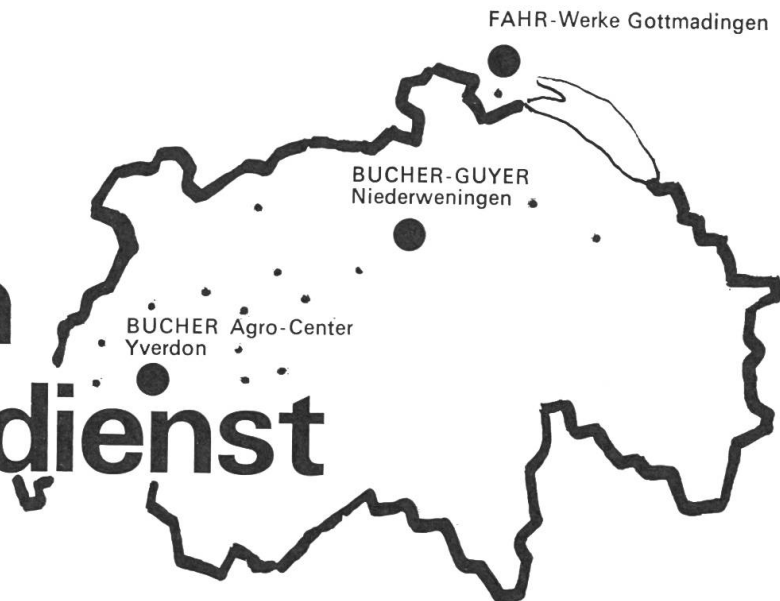 FAHR-Werke Gottmadingen
BUCHER-GUYER
Niederweningen
BUCHER Agro-Center
Yverdon
dienst